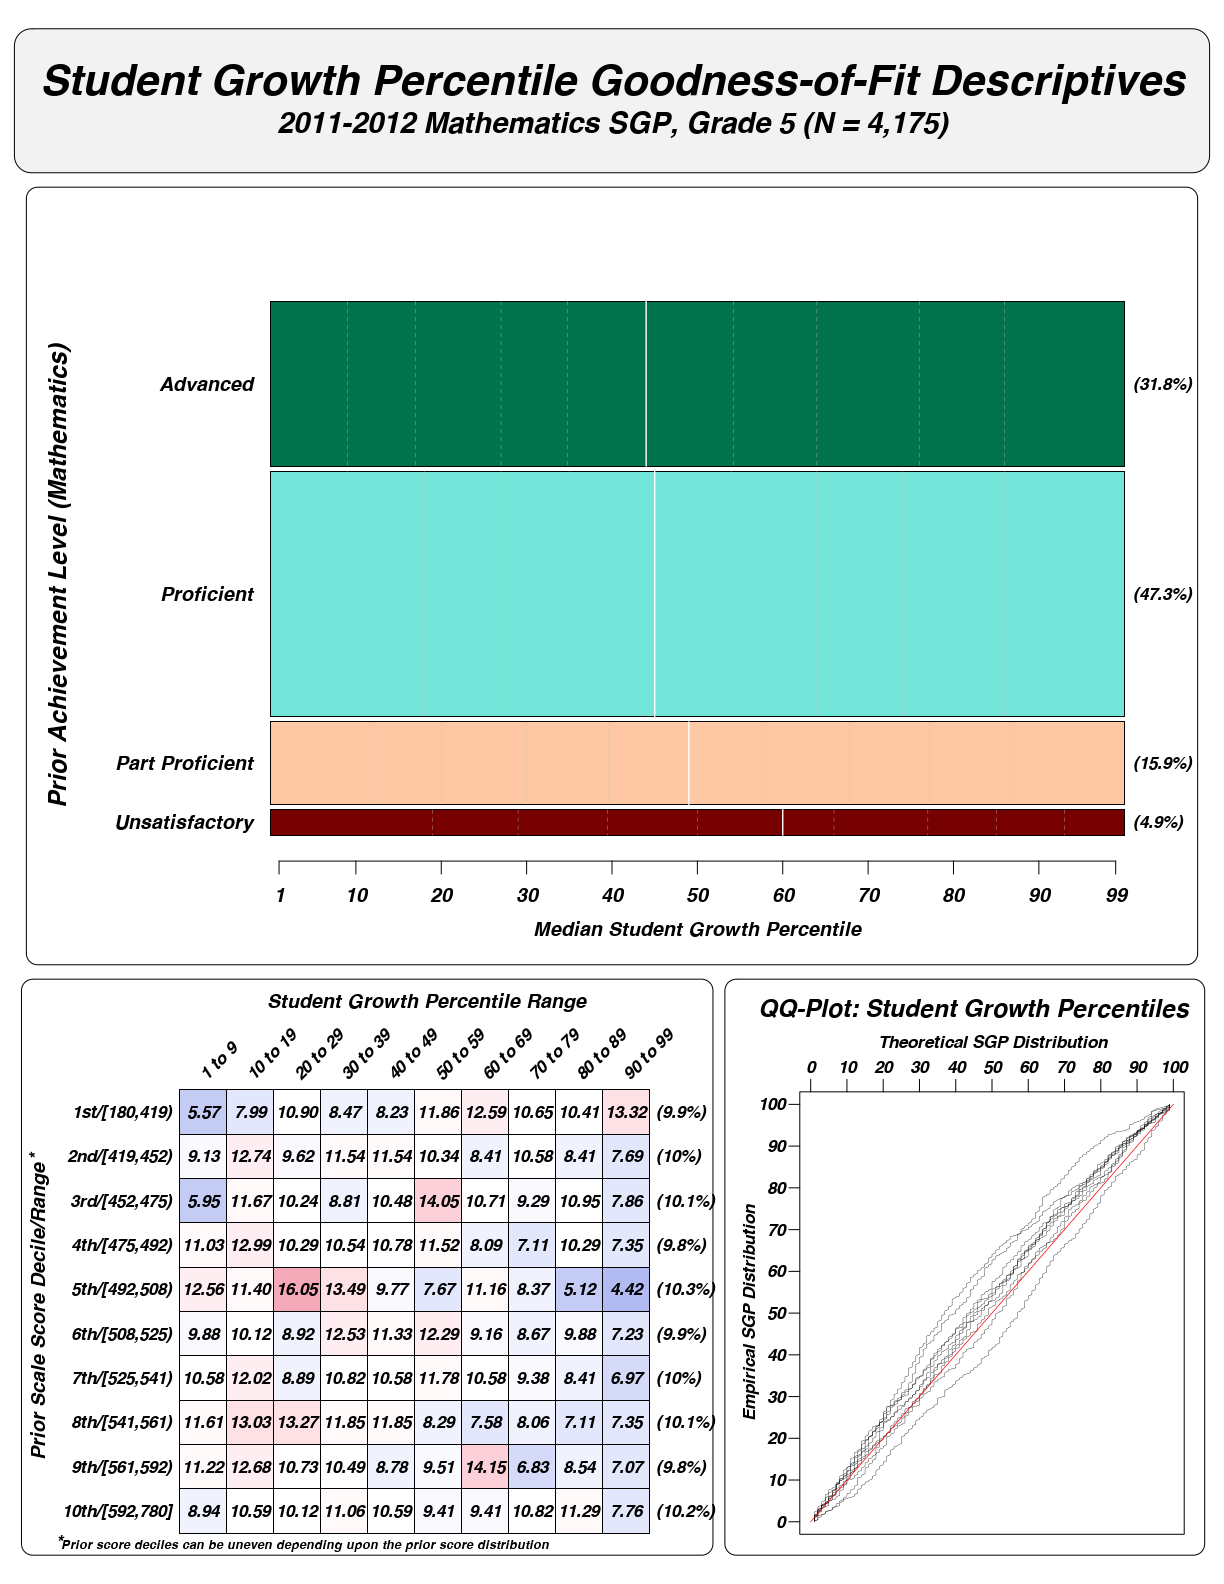 Student Growth Percentile Goodness-of-Fit Descriptives
2011-2012 Mathematics SGP, Grade 5 (N = 4,175)
Prior Achievement Level (Mathematics)
Advanced (31.8%)
Proficient (47.3%)
Part Proficient (15.9%)
Unsatisfactory (4.9%)
1 10 20 30 40 50 60 70 80 90 99
Median Student Growth Percentile
Student Growth Percentile Range
1 to 9 10 to 19 20 to 29 30 to 39 40 to 49 50 to 59 60 to 69 70 to 79 80 to 89 90 to 99
Prior Scale Score Decile/Range*
1st/[180,419) 5.57 7.99 10.90 8.47 8.23 11.86 12.59 10.65 10.41 13.32 (9.9%)
2nd/[419,452) 9.13 12.74 9.62 11.54 11.54 10.34 8.41 10.58 8.41 7.69 (10%)
3rd/[452,475) 5.95 11.67 10.24 8.81 10.48 14.05 10.71 9.29 10.95 7.86 (10.1%)
4th/[475,492) 11.03 12.99 10.29 10.54 10.78 11.52 8.09 7.11 10.29 7.35 (9.8%)
5th/[492,508) 12.56 11.40 16.05 13.49 9.77 7.67 11.16 8.37 5.12 4.42 (10.3%)
6th/[508,525) 9.88 10.12 8.92 12.53 11.33 12.29 9.16 8.67 9.88 7.23 (9.9%)
7th/[525,541) 10.58 12.02 8.89 10.82 10.58 11.78 10.58 9.38 8.41 6.97 (10%)
8th/[541,561) 11.61 13.03 13.27 11.85 11.85 8.29 7.58 8.06 7.11 7.35 (10.1%)
9th/[561,592) 11.22 12.68 10.73 10.49 8.78 9.51 14.15 6.83 8.54 7.07 (9.8%)
10th/[592,780] 8.94 10.59 10.12 11.06 10.59 9.41 9.41 10.82 11.29 7.76 (10.2%)
*Prior score deciles can be uneven depending upon the prior score distribution
QQ-Plot: Student Growth Percentiles
Theoretical SGP Distribution
0 10 20 30 40 50 60 70 80 90 100
Empirical SGP Distribution
100
90
80
70
60
50
40
30
20
10
0